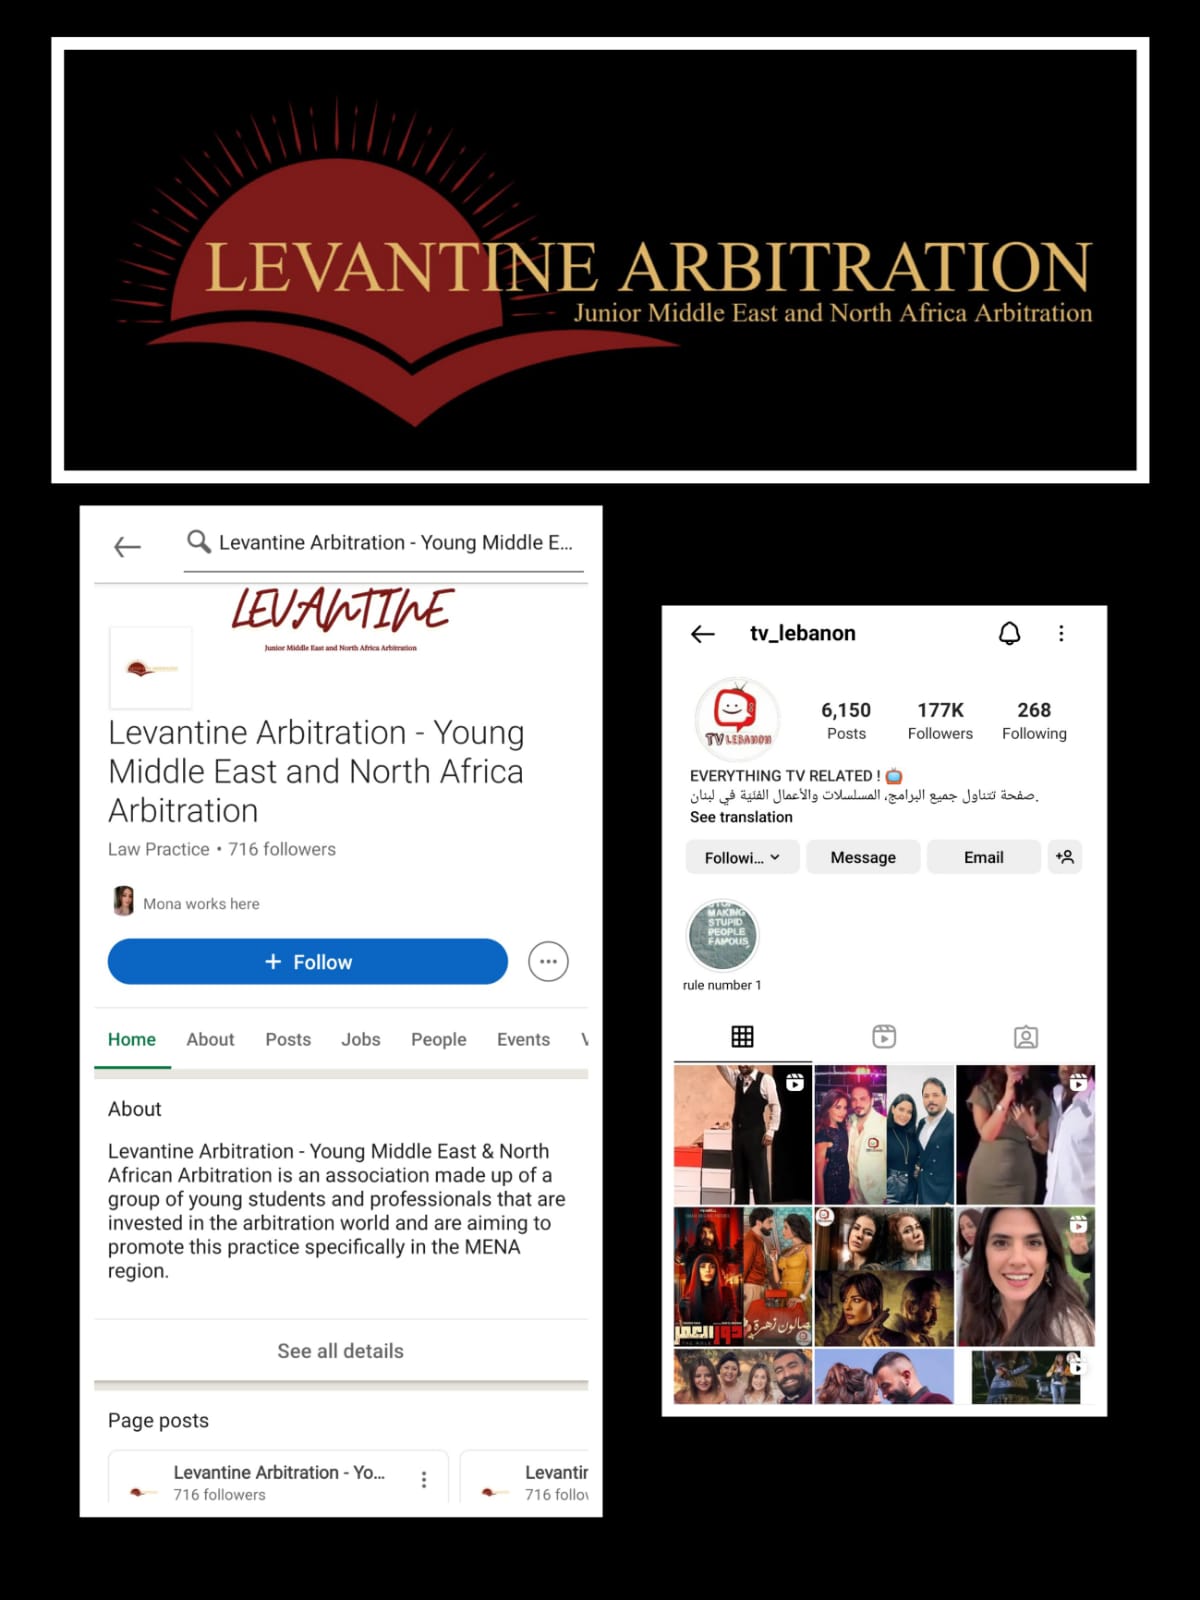 LEVANTINE ARBITRATION
Junior Middle East and North Africa Arbitration
Levantine Arbitration - Young Middle E...
LEVANTINE
Junior Middle East and North Africa Arbitration
Levantine Arbitration - Young
Middle East and North Africa
Arbitration
Law Practice • 716 followers
Mona works here
+ Follow
Home About Posts Jobs People Events V
About
Levantine Arbitration - Young Middle East & North
African Arbitration is an association made up of a
group of young students and professionals that are
invested in the arbitration world and are aiming to
promote this practice specifically in the MENA
region.
See all details
Page posts
Levantine Arbitration - Yo...
716 followers
Levantin
716 follow
tv_lebanon
TV LEBANON
6,150 177K 268
Posts Followers Following
EVERYTHING TV RELATED !
صفحة تتناول جميع البرامج، المسلسلات والأعمال الفنية في لبنان.
See translation
Followi... Message Email
MAKING
STUPID
PEOPLE
FAMOUS
rule number 1
دور العمر
صالون زهرة